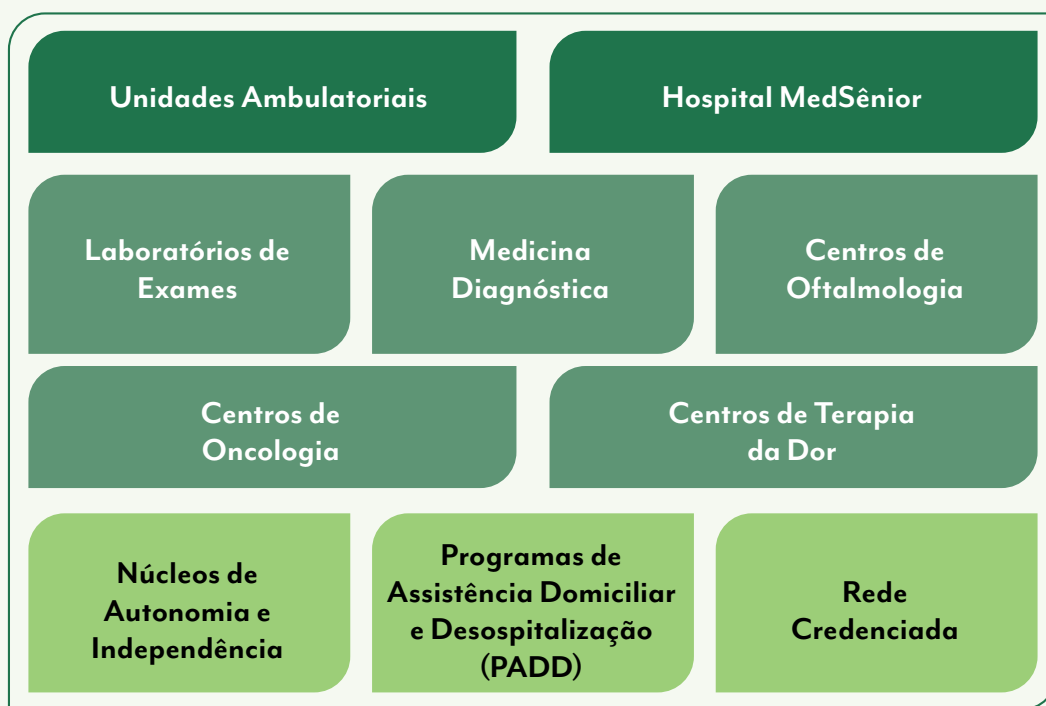 Unidades Ambulatoriais
Hospital MedSênior
Laboratórios de
Exames
Medicina
Diagnóstica
Centros de
Oftalmologia
Centros de
Oncologia
Centros de Terapia
da Dor
Núcleos de
Autonomia e
Independência
Programas de
Assistência Domiciliar
e Desospitalização
(PADD)
Rede
Credenciada